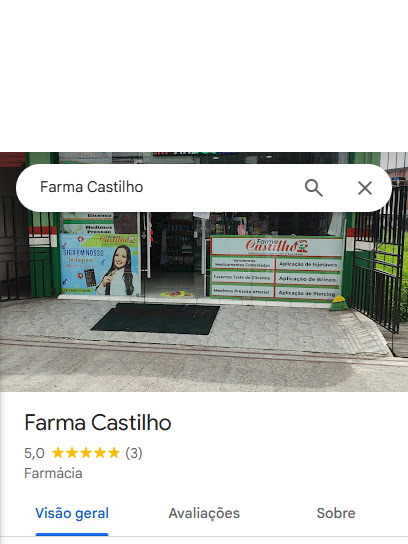 Farma Castilho
Glicemia
Medimos
Pressão
SIGA EM NOSSO
Instagram
Farma
Castilho
Vendemos
Medicamentos Controlados
Aplicação de Injetáveis
Fazemos Teste de Glicemia
Aplicação de Brinco
Medimos Pressão Arterial
Aplicação de Piercing
Farma Castilho
5,0 ★★★★★ (3)
Farmácia
Visão geral
Avaliações
Sobre